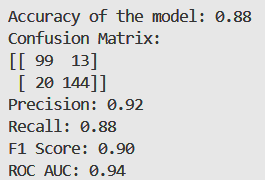 Accuracy of the model: 0.88
Confusion Matrix:
[[ 99  13]
 [ 20 144]]
Precision: 0.92
Recall: 0.88
F1 Score: 0.90
ROC AUC: 0.94